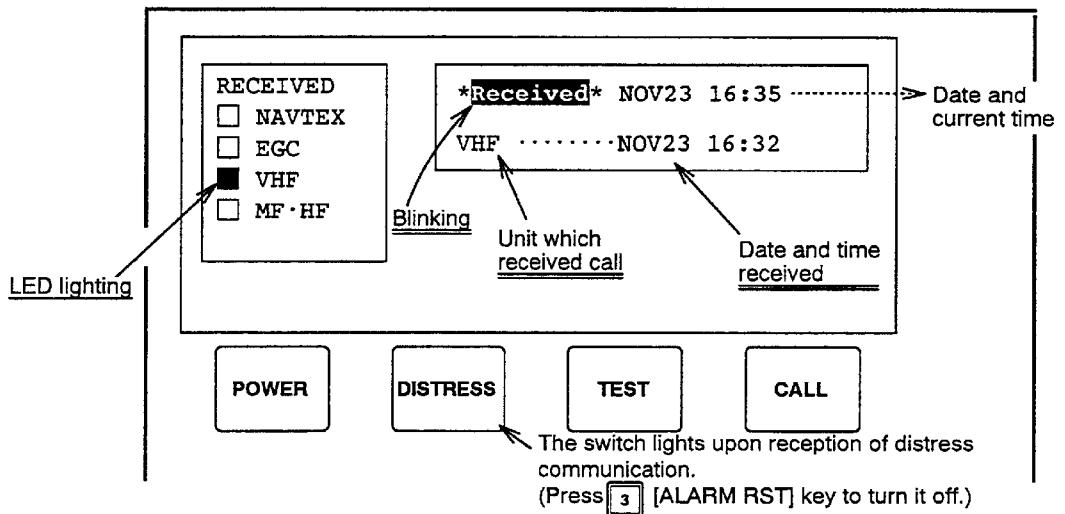 RECEIVED
NAVTEX
EGC
VHF
MF·HF
*Received* NOV23 16:35
VHF ········NOV23 16:32
Date and
current time
Blinking
Unit which
received call
Date and time
received
LED lighting
POWER
DISTRESS
TEST
CALL
The switch lights upon reception of distress
communication.
(Press 3 [ALARM RST] key to turn it off.)